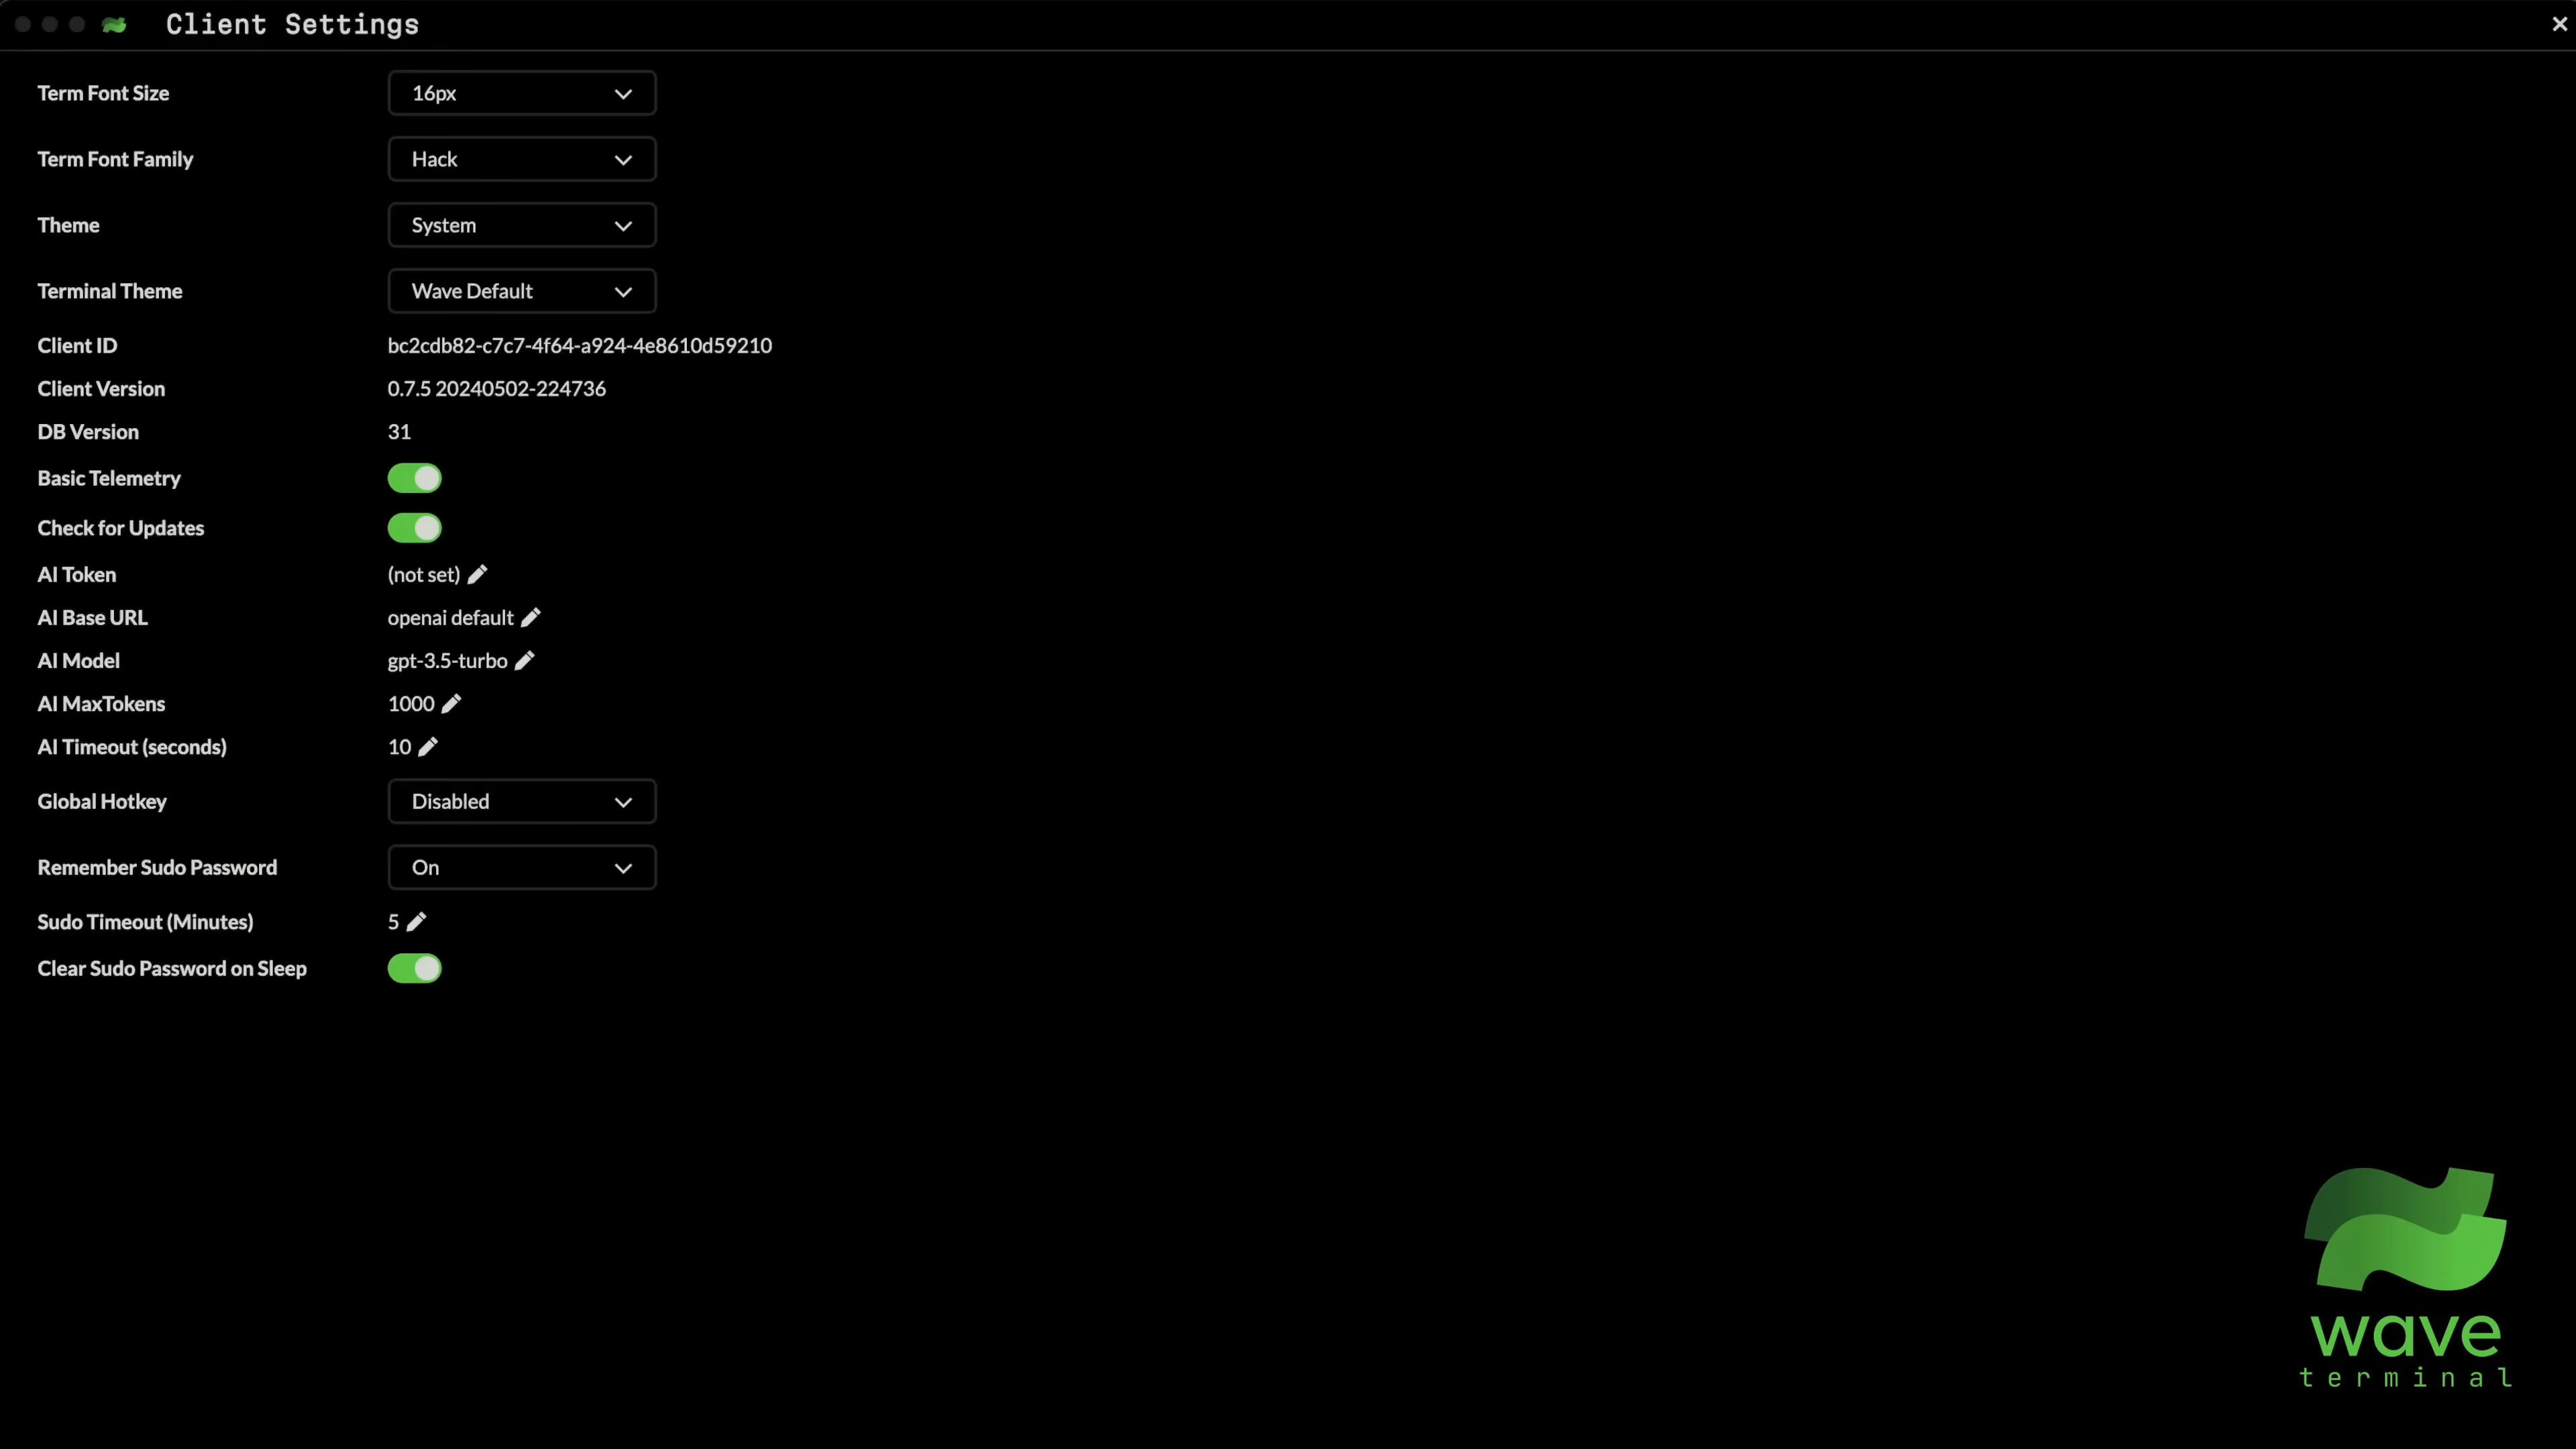 Client Settings
Term Font Size 16px
Term Font Family Hack
Theme System
Terminal Theme Wave Default
Client ID bc2cdb82-c7c7-4f64-a924-4e8610d59210
Client Version 0.7.5 20240502-224736
DB Version 31
Basic Telemetry
Check for Updates
AI Token (not set)
AI Base URL openai default
AI Model gpt-3.5-turbo
AI MaxTokens 1000
AI Timeout (seconds) 10
Global Hotkey Disabled
Remember Sudo Password On
Sudo Timeout (Minutes) 5
Clear Sudo Password on Sleep
wave
terminal